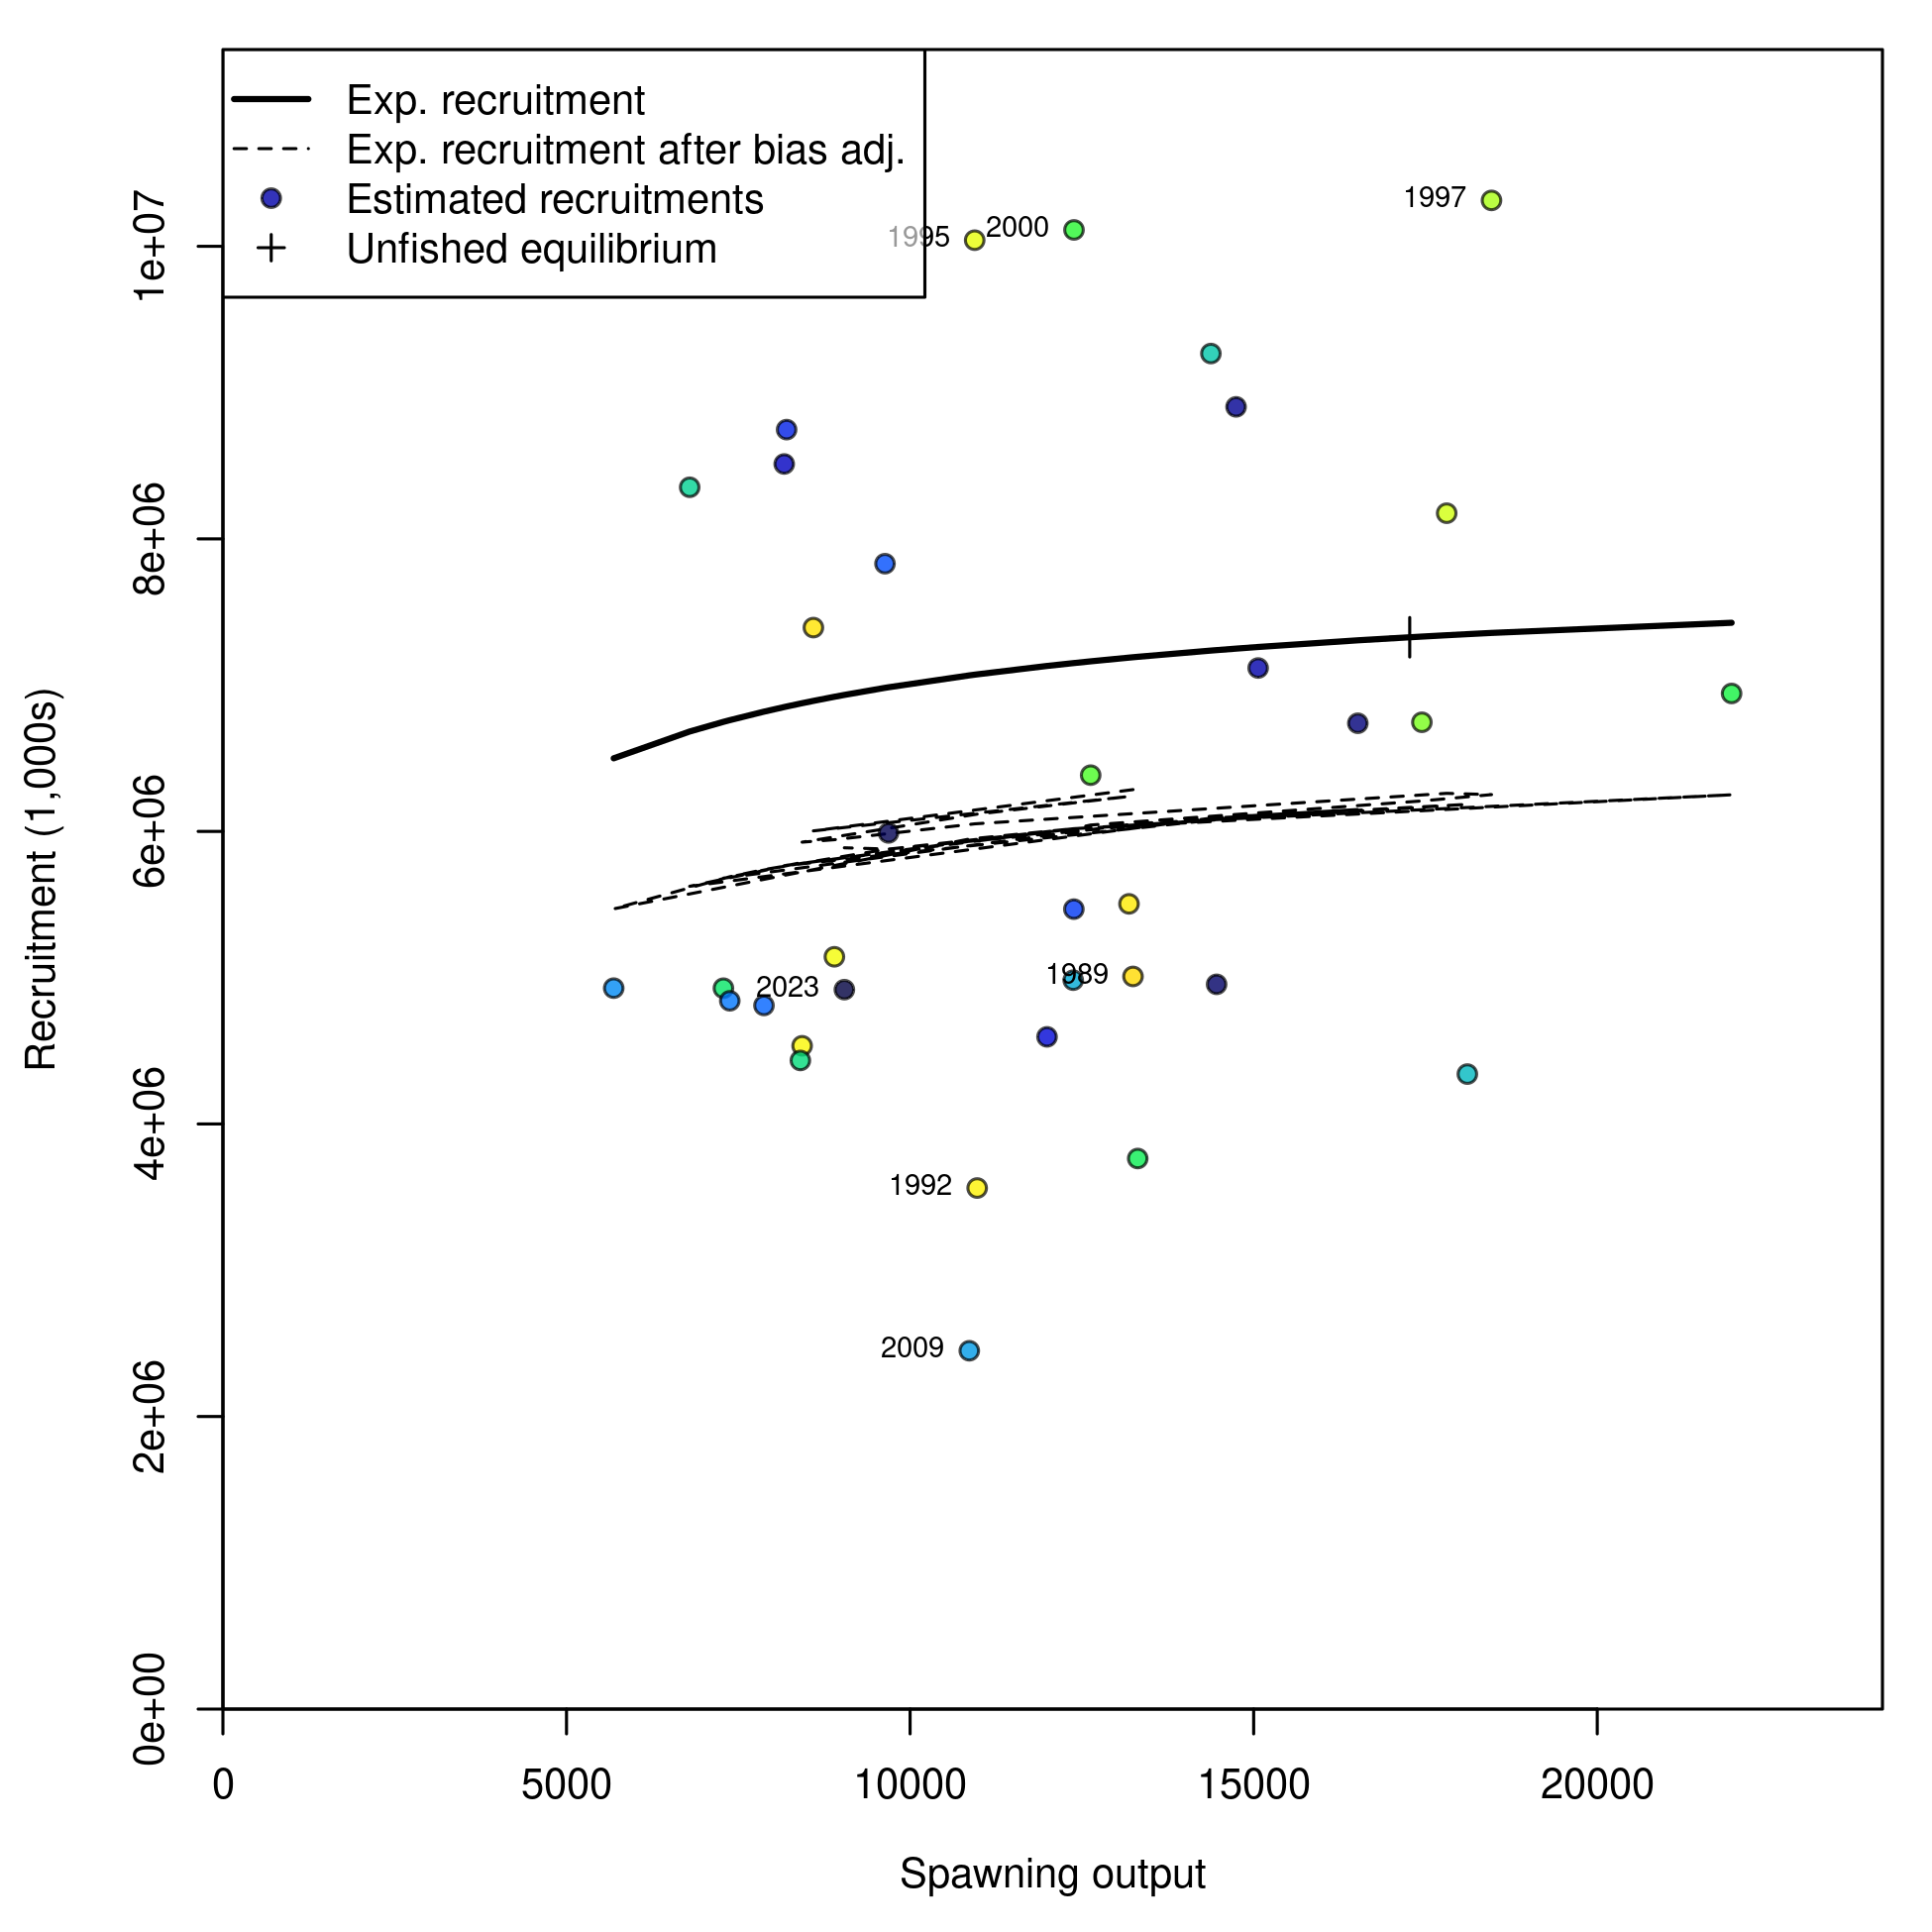 Exp. recruitment
Exp. recruitment after bias adj.
Estimated recruitments
Unfished equilibrium
1997
2000
1995
1989
2023
1992
2009
Recruitment (1,000s)
1e+07
8e+06
6e+06
4e+06
2e+06
0e+00
0 5000 10000 15000 20000
Spawning output